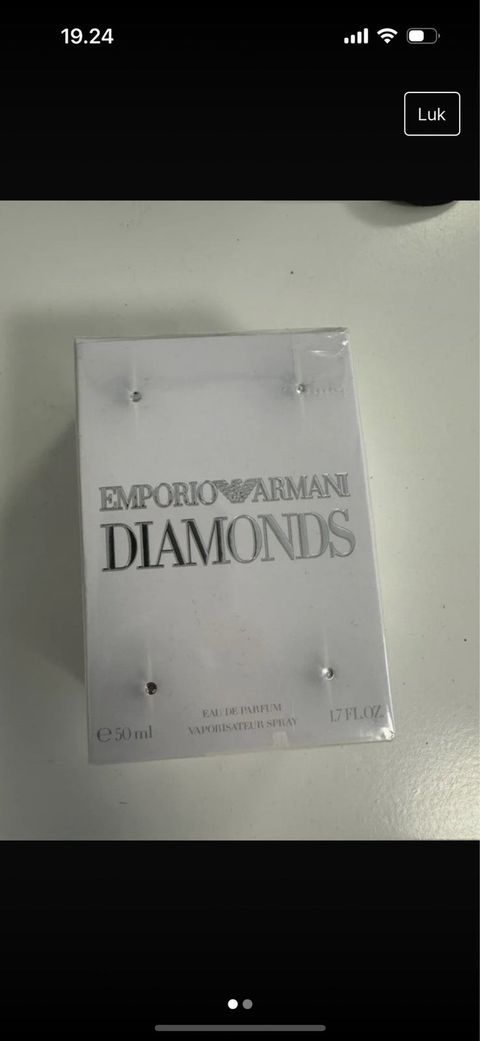 19.24
Luk
EMPORIO ARMANI
DIAMONDS
EAU DE PARFUM
e 50 ml
VAPORISATEUR SPRAY
1.7 FL.OZ.